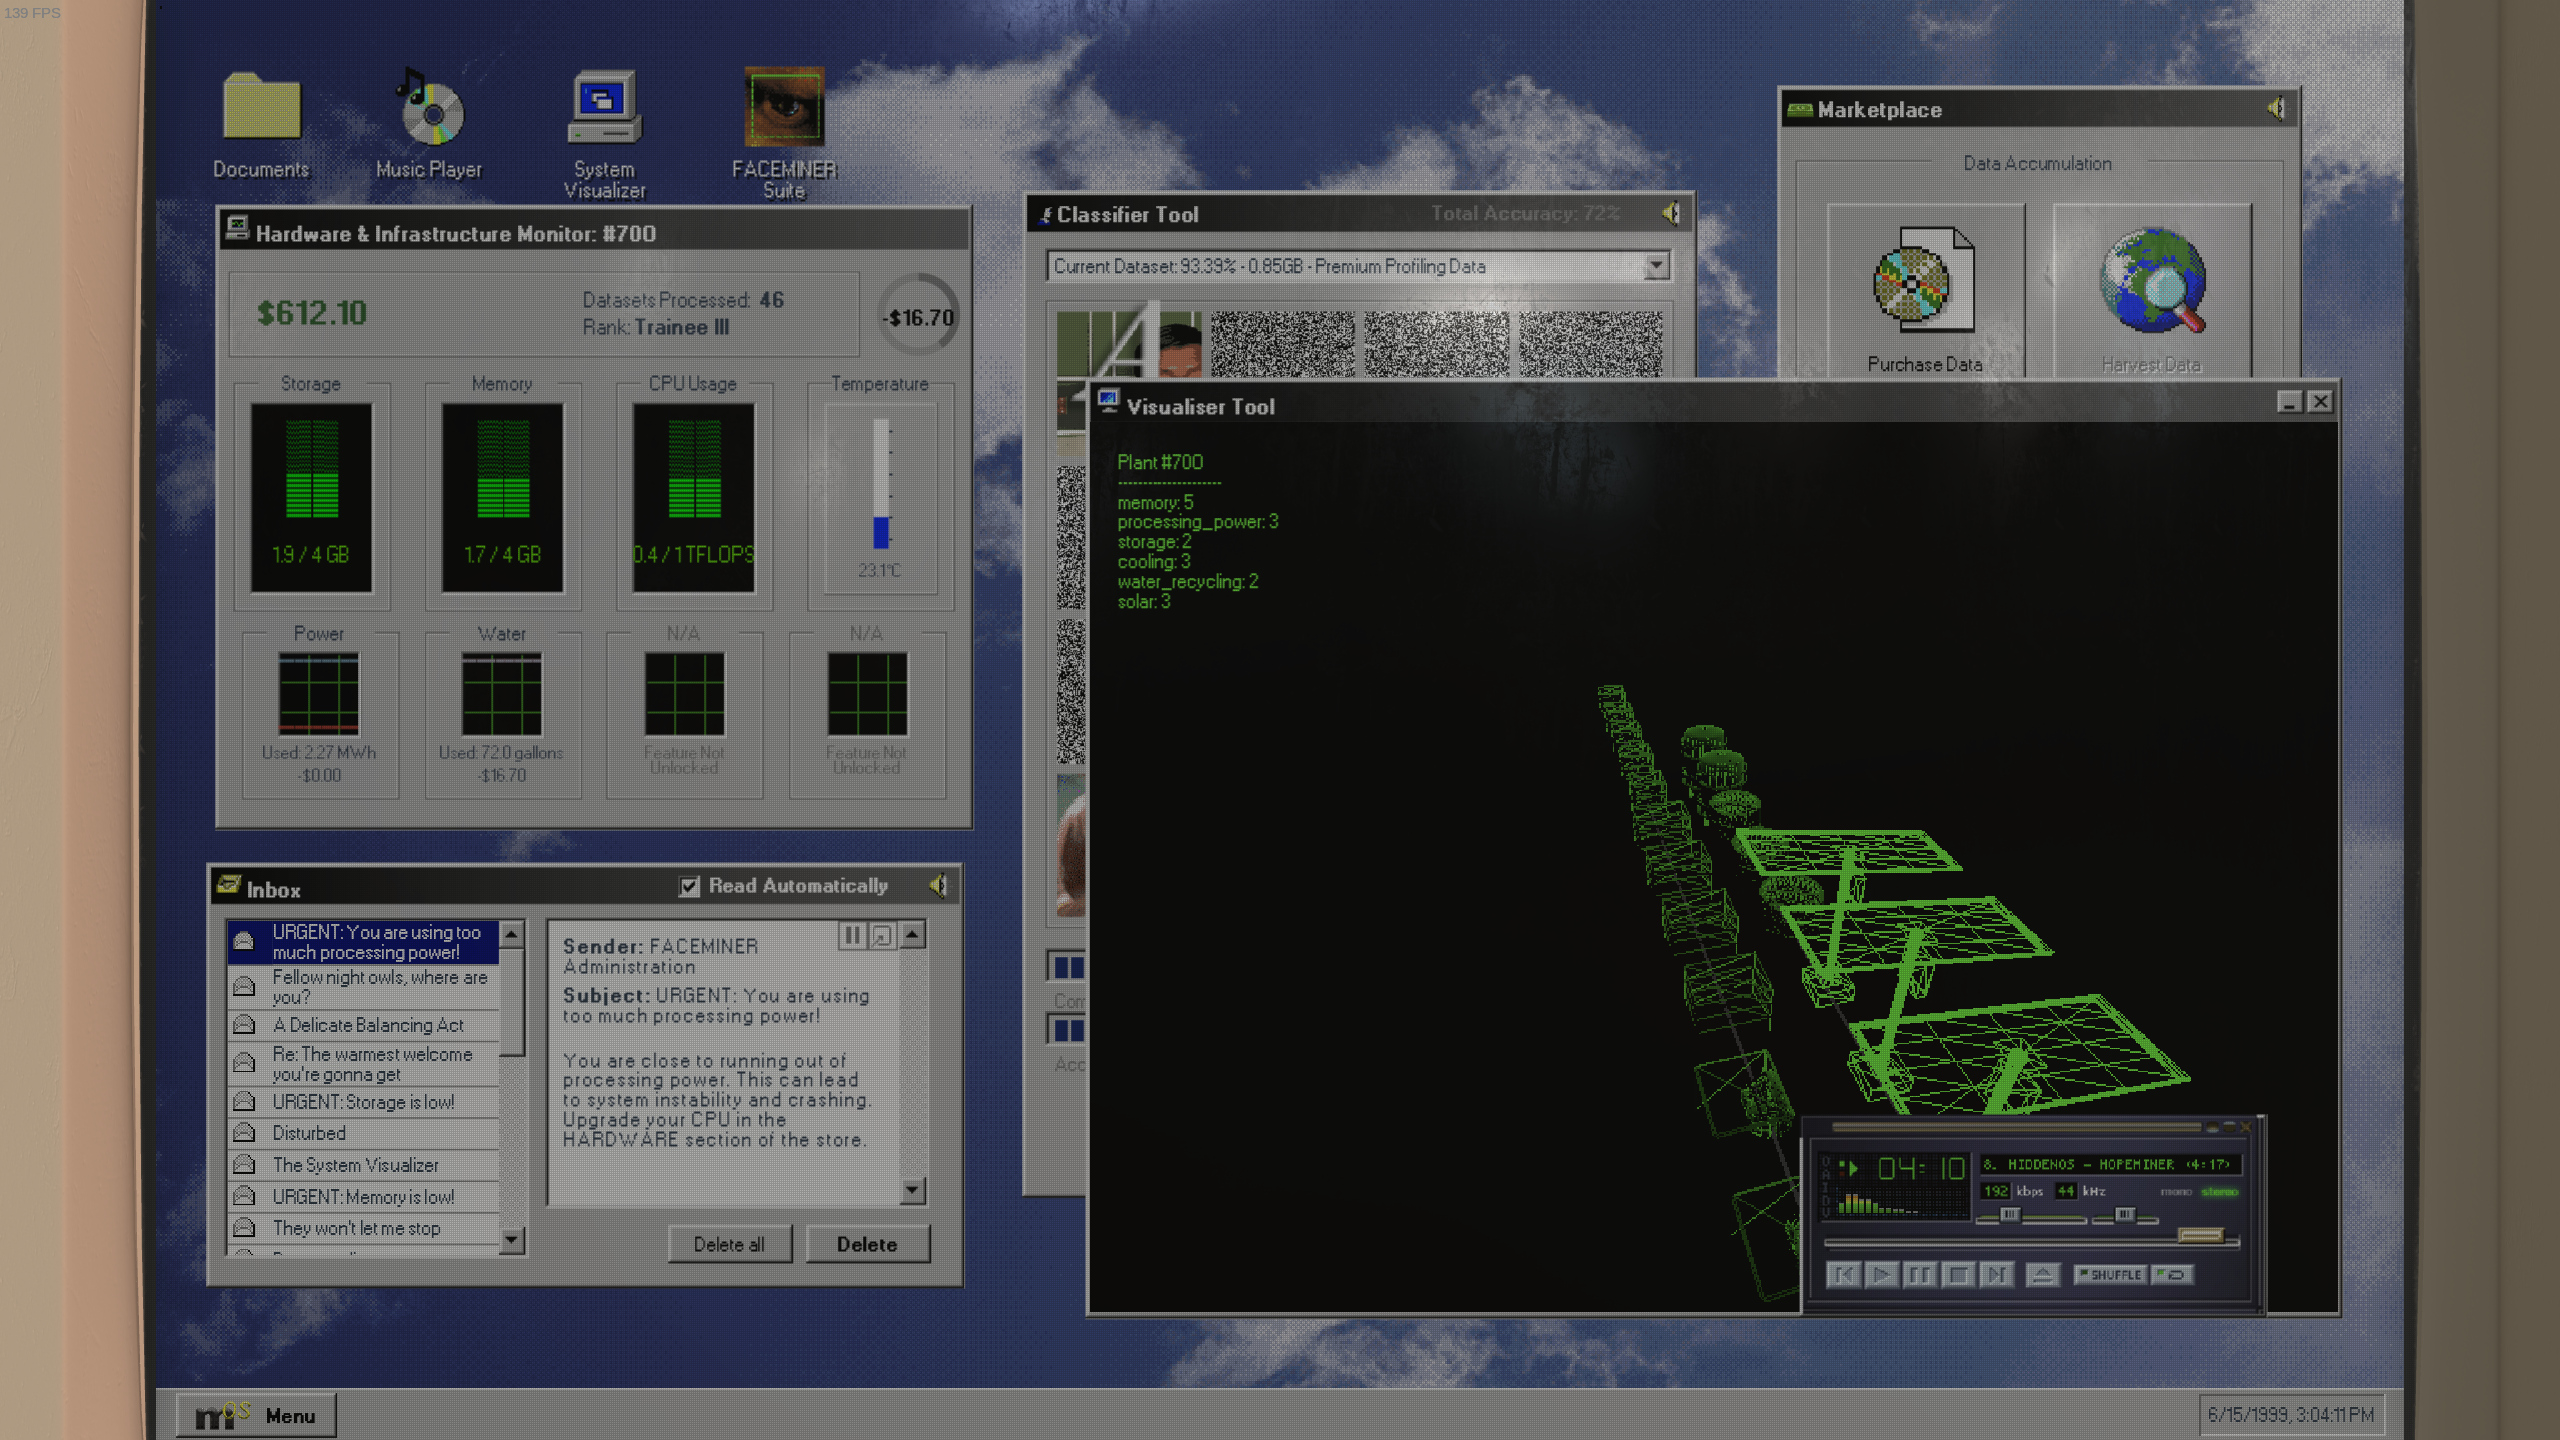 139 FPS
Documents
Music Player
System
Visualizer
FACEMINER
Suite
Hardware & Infrastructure Monitor: #700
$612.10
Datasets Processed: 46
Rank: Trainee III
-$16.70
Storage
Memory
CPU Usage
Temperature
1.9 / 4 GB
1.7 / 4 GB
0.4 / 1 TFLOPS
23.1°C
Power
Water
N/A
N/A
Used: 2.27 MWh
-$0.00
Used: 72.0 gallons
-$16.70
Feature Not
Unlocked
Feature Not
Unlocked
Inbox
Read Automatically
URGENT: You are using too
much processing power!
Fellow night owls, where are
you?
A Delicate Balancing Act
Re: The warmest welcome
you're gonna get
URGENT: Storage is low!
Disturbed
The System Visualizer
URGENT: Memory is low!
They won't let me stop
Sender: FACEMINER
Administration
Subject: URGENT: You are using
too much processing power!
You are close to running out of
processing power. This can lead
to system instability and crashing.
Upgrade your CPU in the
HARDWARE section of the store.
Delete all
Delete
Classifier Tool
Total Accuracy: 72%
Current Dataset: 93.39% - 0.85GB - Premium Profiling Data
Com
Acc
Marketplace
Data Accumulation
Purchase Data
Harvest Data
Visualiser Tool
Plant #700
---------------------
memory: 5
processing_power: 3
storage: 2
cooling: 3
water_recycling: 2
solar: 3
04:10
8. HIDDENOS - HOPEMINER (4:17)
192 kbps 44 kHz
mono stereo
SHUFFLE
mOS Menu
6/15/1999, 3:04:11 PM